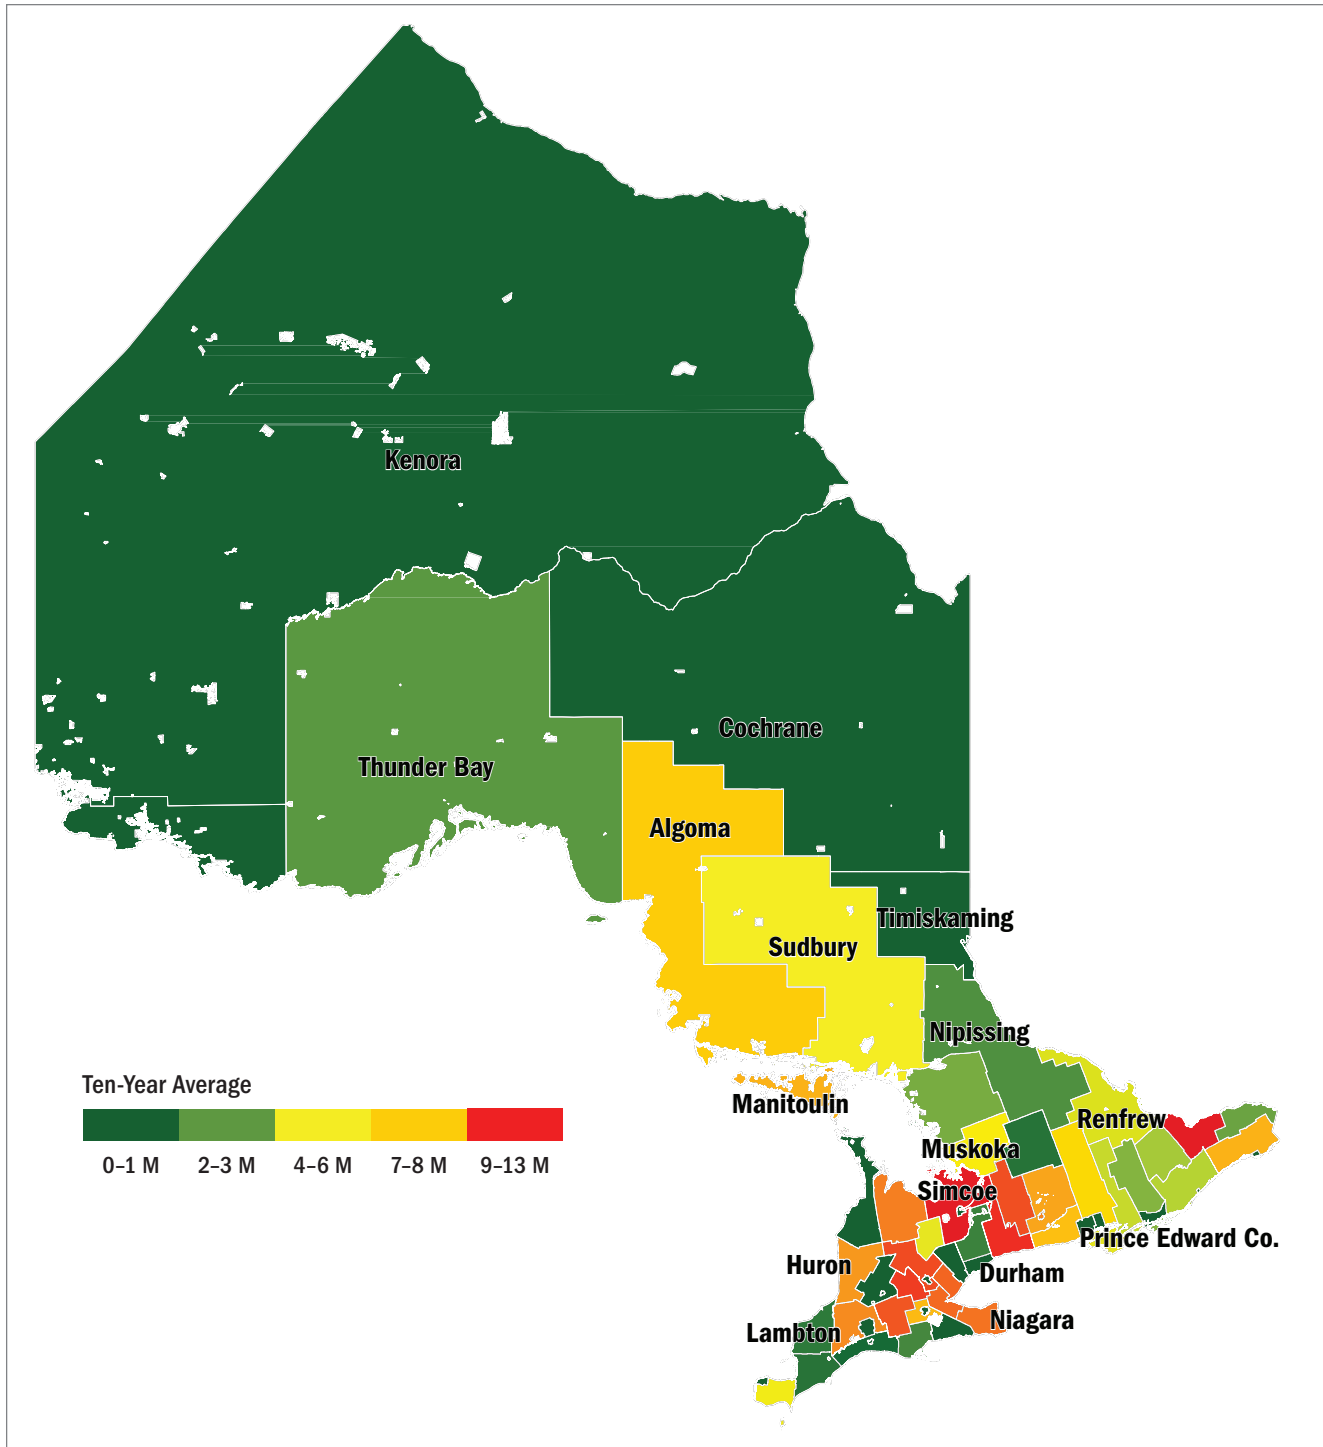 Kenora
Cochrane
Thunder Bay
Algoma
Timiskaming
Sudbury
Nipissing
Ten-Year Average
0–1 M 2–3 M 4–6 M 7–8 M 9–13 M
Manitoulin
Renfrew
Muskoka
Simcoe
Prince Edward Co.
Huron
Durham
Niagara
Lambton